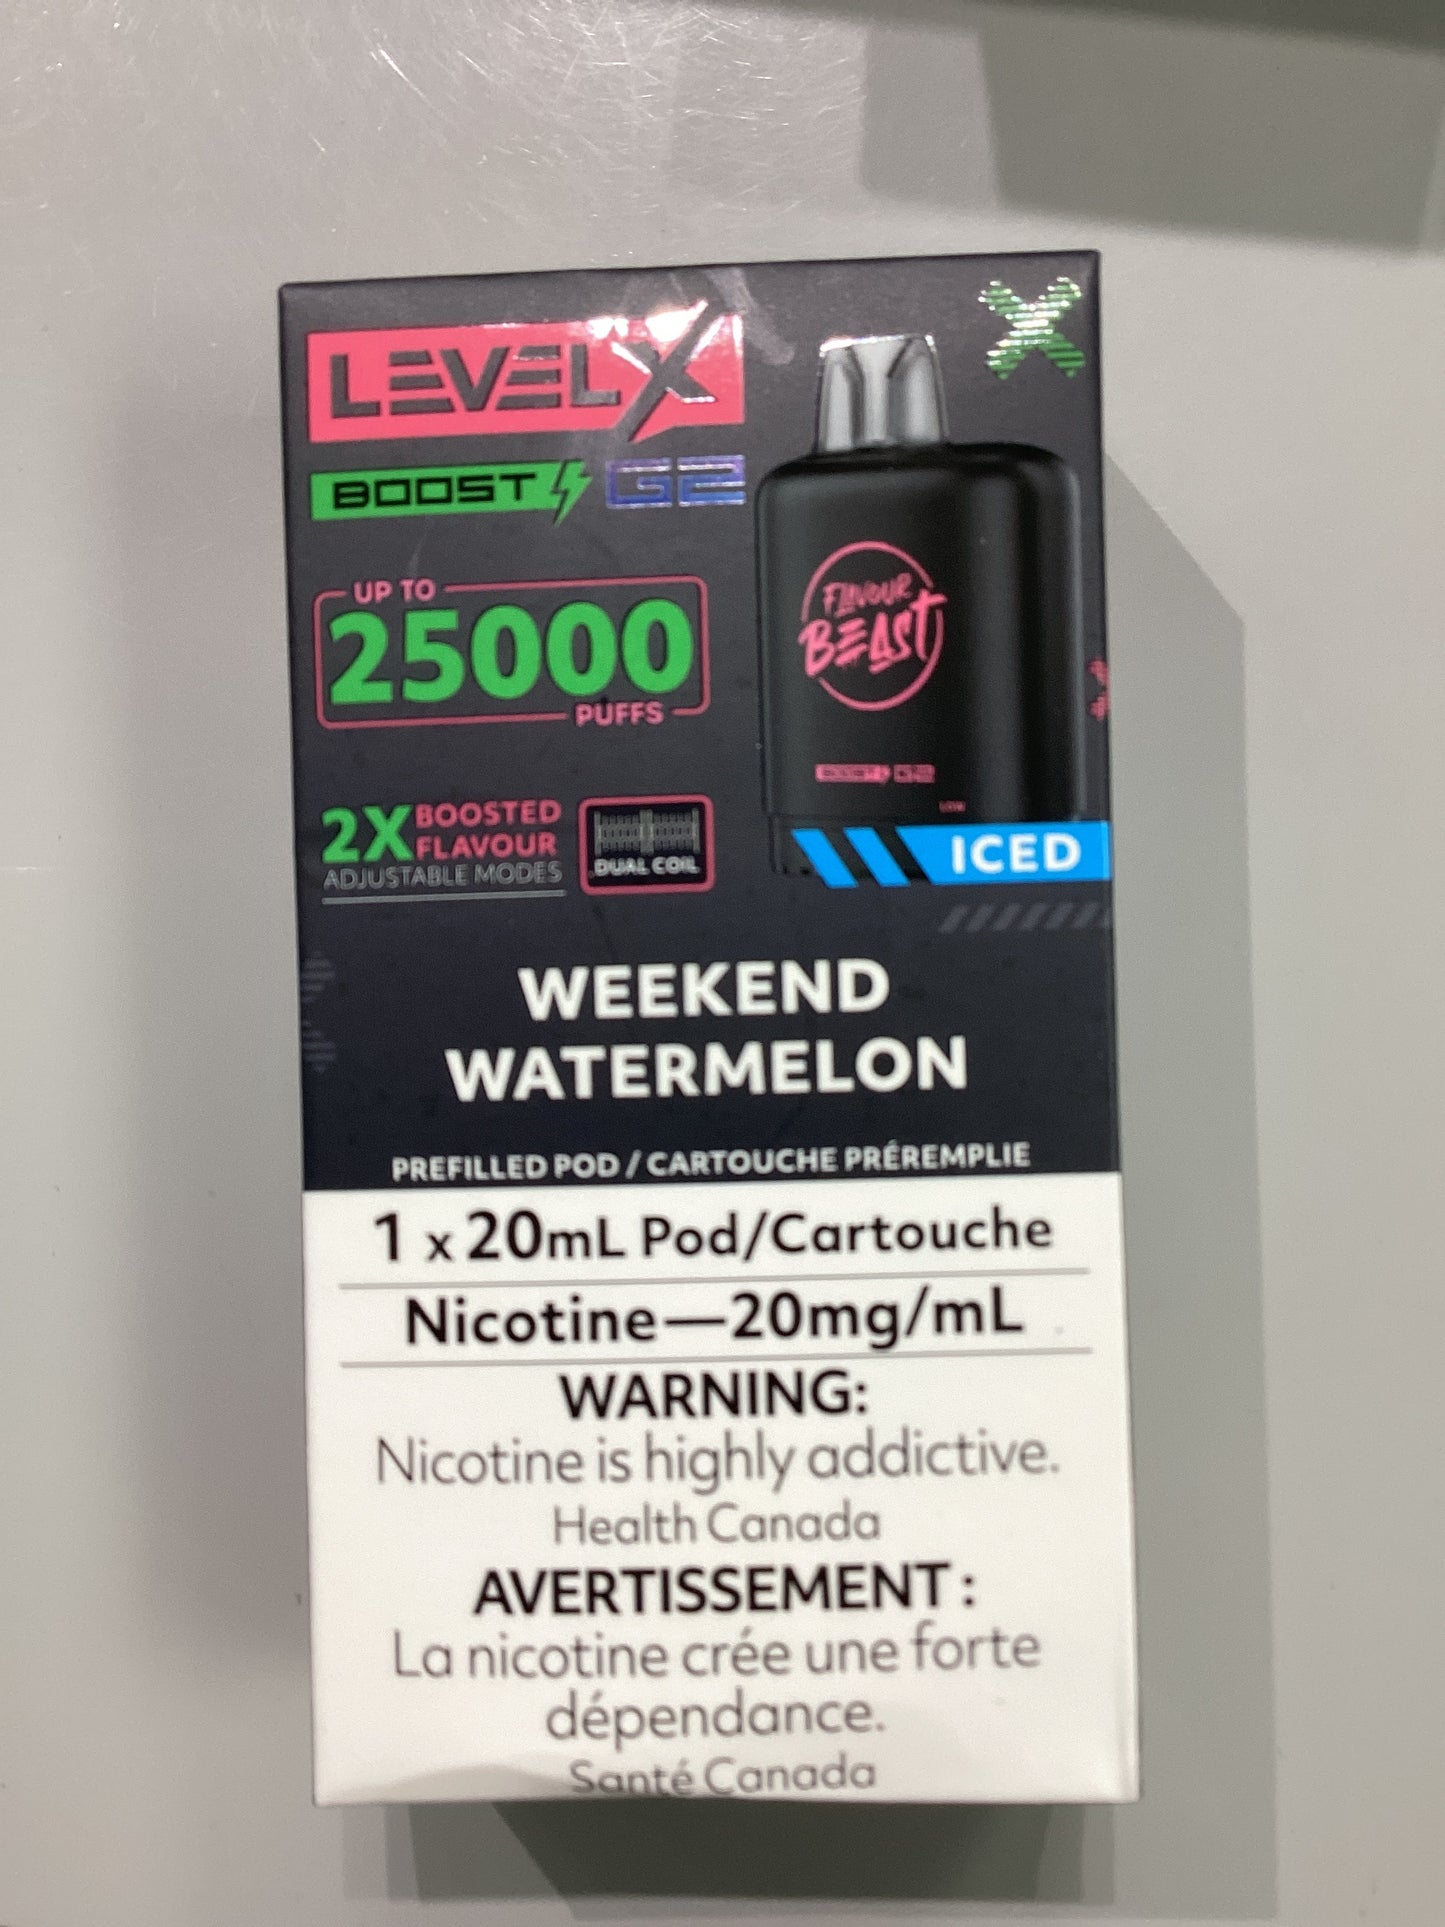 LEVEL X
BOOST G2
UP TO
25000
PUFFS
2X BOOSTED
FLAVOUR
ADJUSTABLE MODES
DUAL COIL
FLAVOUR
BEAST
BOOST G2
ICED
WEEKEND
WATERMELON
PREFILLED POD / CARTOUCHE PRÉREMPLIE
1 x 20mL Pod/Cartouche
Nicotine—20mg/mL
WARNING:
Nicotine is highly addictive.
Health Canada
AVERTISSEMENT :
La nicotine crée une forte
dépendance.
Santé Canada